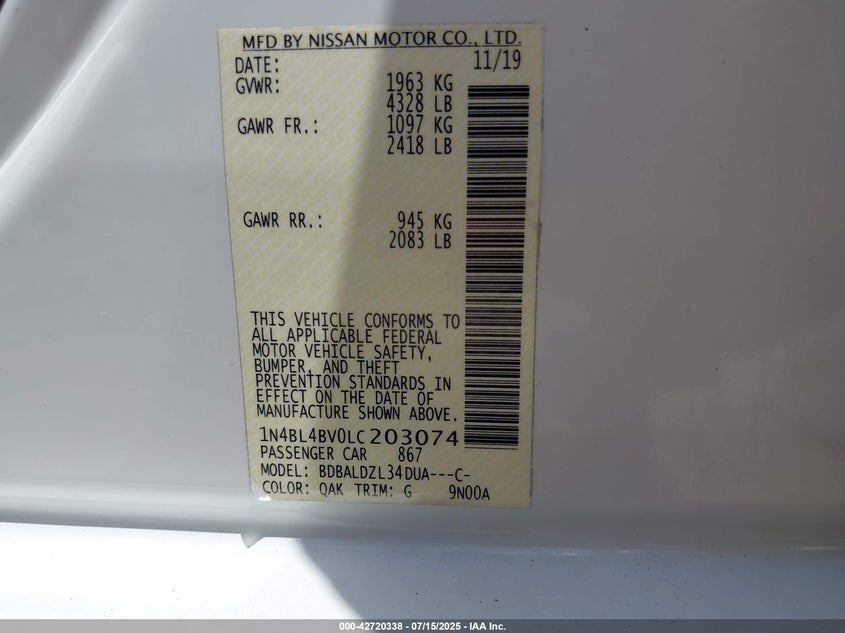 MFD BY NISSAN MOTOR CO., LTD.
DATE: 11/19
GVWR: 1963 KG
4328 LB
GAWR FR.: 1097 KG
2418 LB
GAWR RR.: 945 KG
2083 LB
THIS VEHICLE CONFORMS TO
ALL APPLICABLE FEDERAL
MOTOR VEHICLE SAFETY,
BUMPER, AND THEFT
PREVENTION STANDARDS IN
EFFECT ON THE DATE OF
MANUFACTURE SHOWN ABOVE.
1N4BL4BV0LC203074
PASSENGER CAR 867
MODEL: BDBALDZL34DUA---C-
COLOR: QAK TRIM: G 9N00A
000-42720338 - 07/15/2025 - IAA Inc.